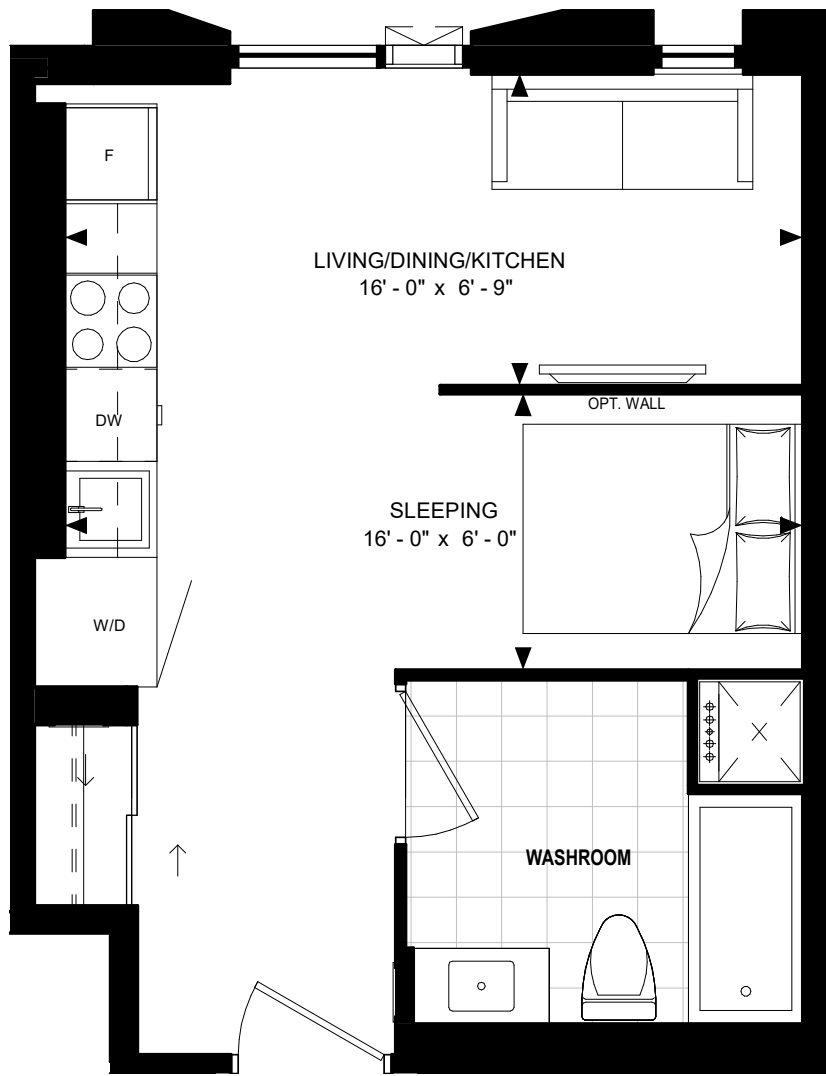 F
LIVING/DINING/KITCHEN
16' - 0" x 6' - 9"
DW
OPT. WALL
SLEEPING
16' - 0" x 6' - 0"
W/D
WASHROOM